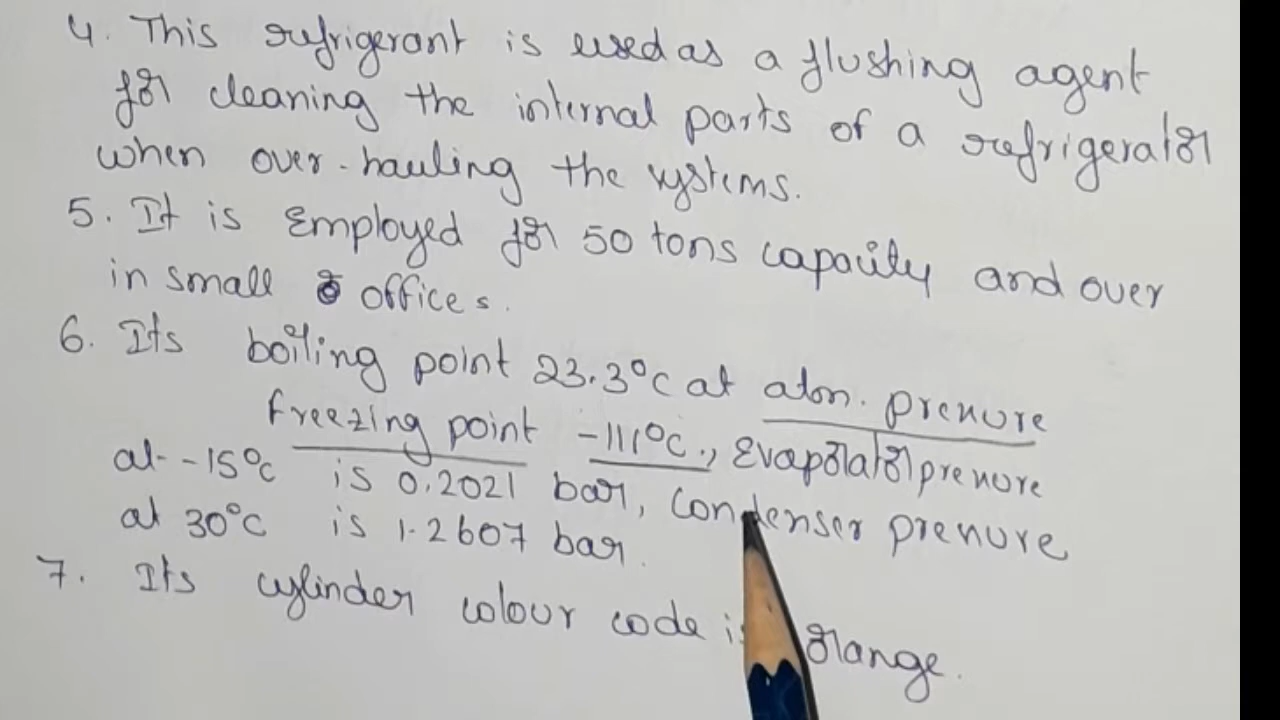 4. This refrigerant is used as a flushing agent
for cleaning the internal parts of a refrigerator
when over-hauling the systems.
5. It is Employed for 50 tons capacity and over
in small offices.
6. Its boiling point 23.3°c at atm. pressure
freezing point -111°c., Evaporator pressure
at -15°c is 0.2021 bar, condenser pressure
at 30°c is 1.2607 bar.
7. Its cylinder colour code is orange.